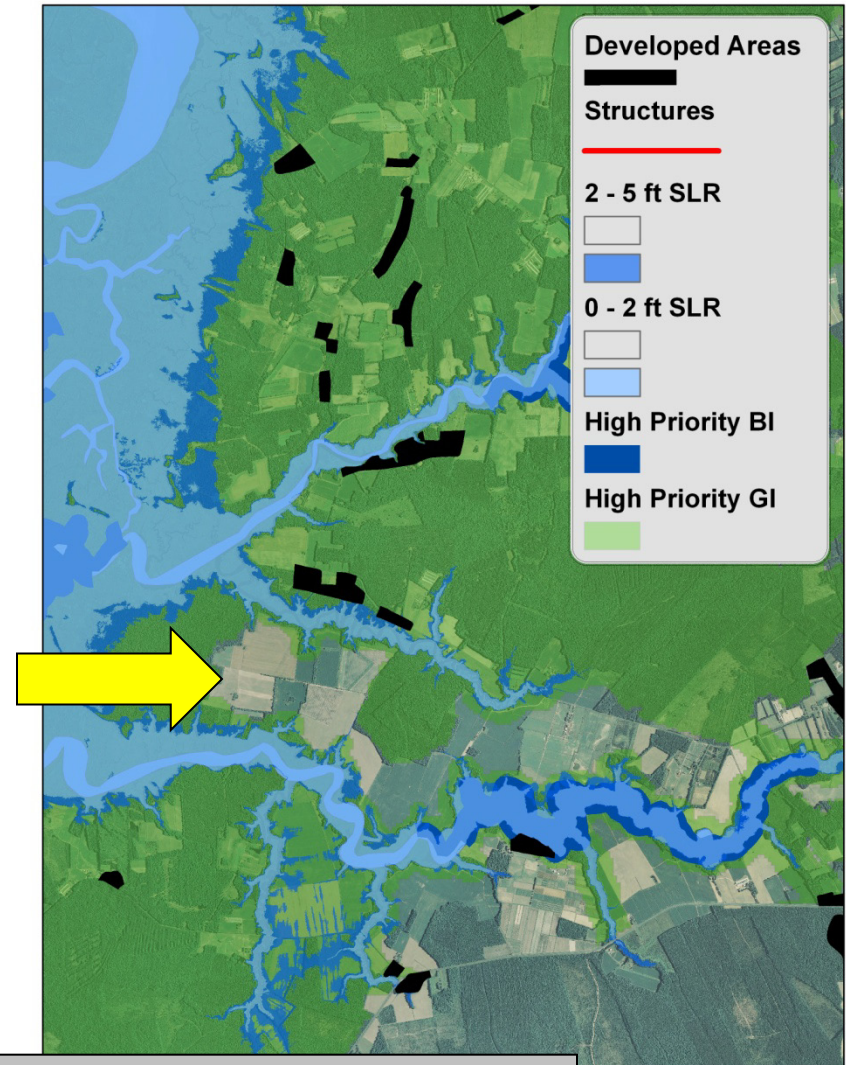 Developed Areas
Structures
2 - 5 ft SLR
0 - 2 ft SLR
High Priority BI
High Priority GI